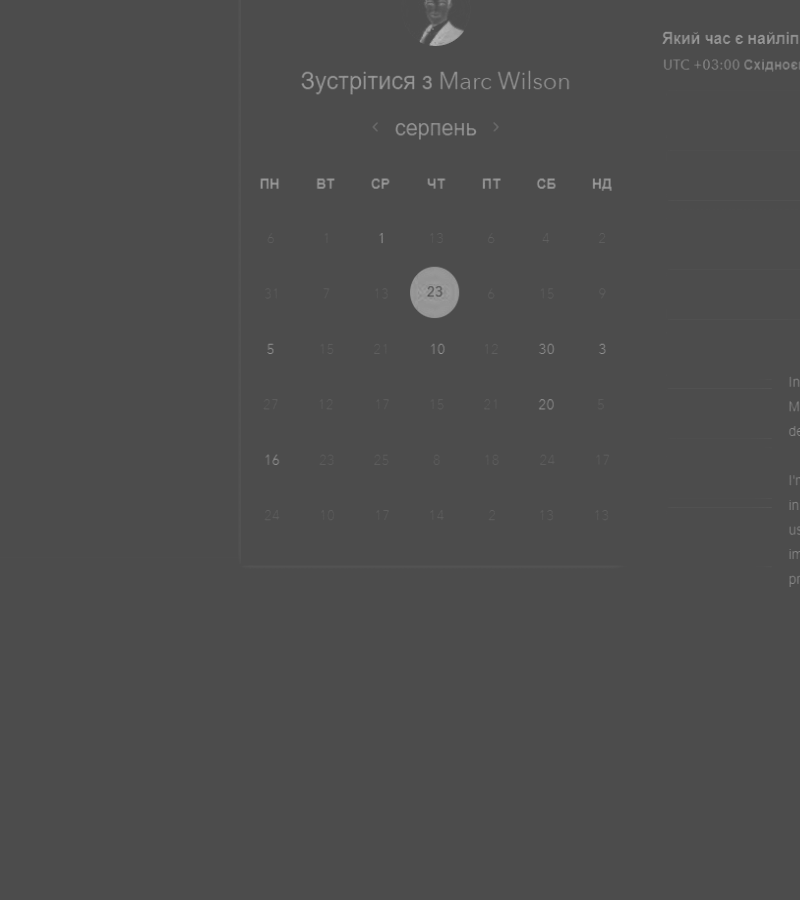 Зустрітися з Marc Wilson
серпень
ПН ВТ СР ЧТ ПТ СБ НД
6 1 1 13 6 4 2
31 7 13 23 6 15 9
5 15 21 10 12 30 3
27 12 17 15 21 20 5
16 23 25 8 18 24 17
24 10 17 14 2 13 13
Який час є найліп
UTC +03:00 Східноє
In
M
de
I'm
in
us
im
pr